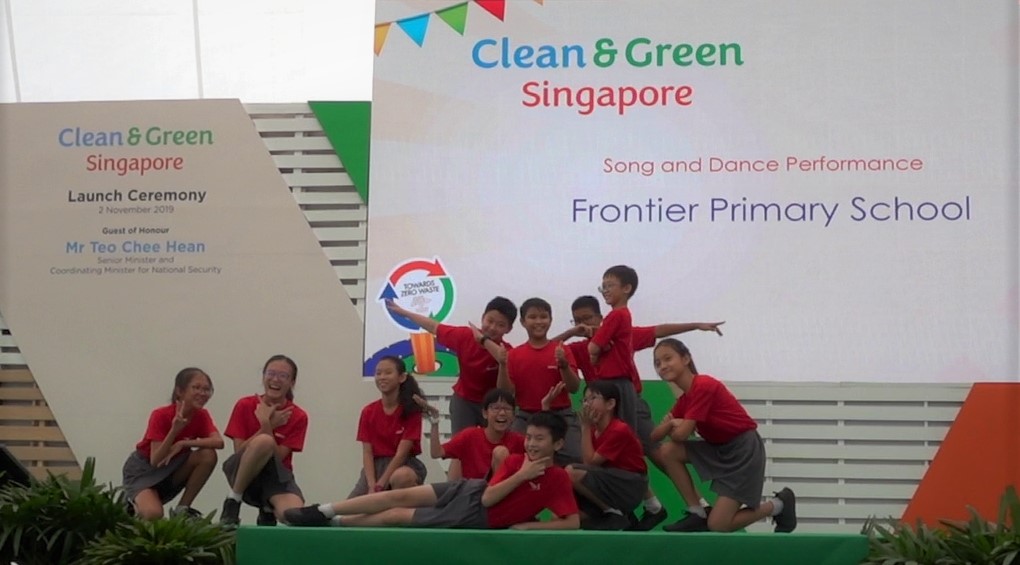 Clean & Green
Singapore
Launch Ceremony
2 November 2019
Guest of Honour
Mr Teo Chee Hean
Senior Minister and
Coordinating Minister for National Security
Clean & Green
Singapore
Song and Dance Performance
Frontier Primary School
TOWARDS
ZERO WASTE